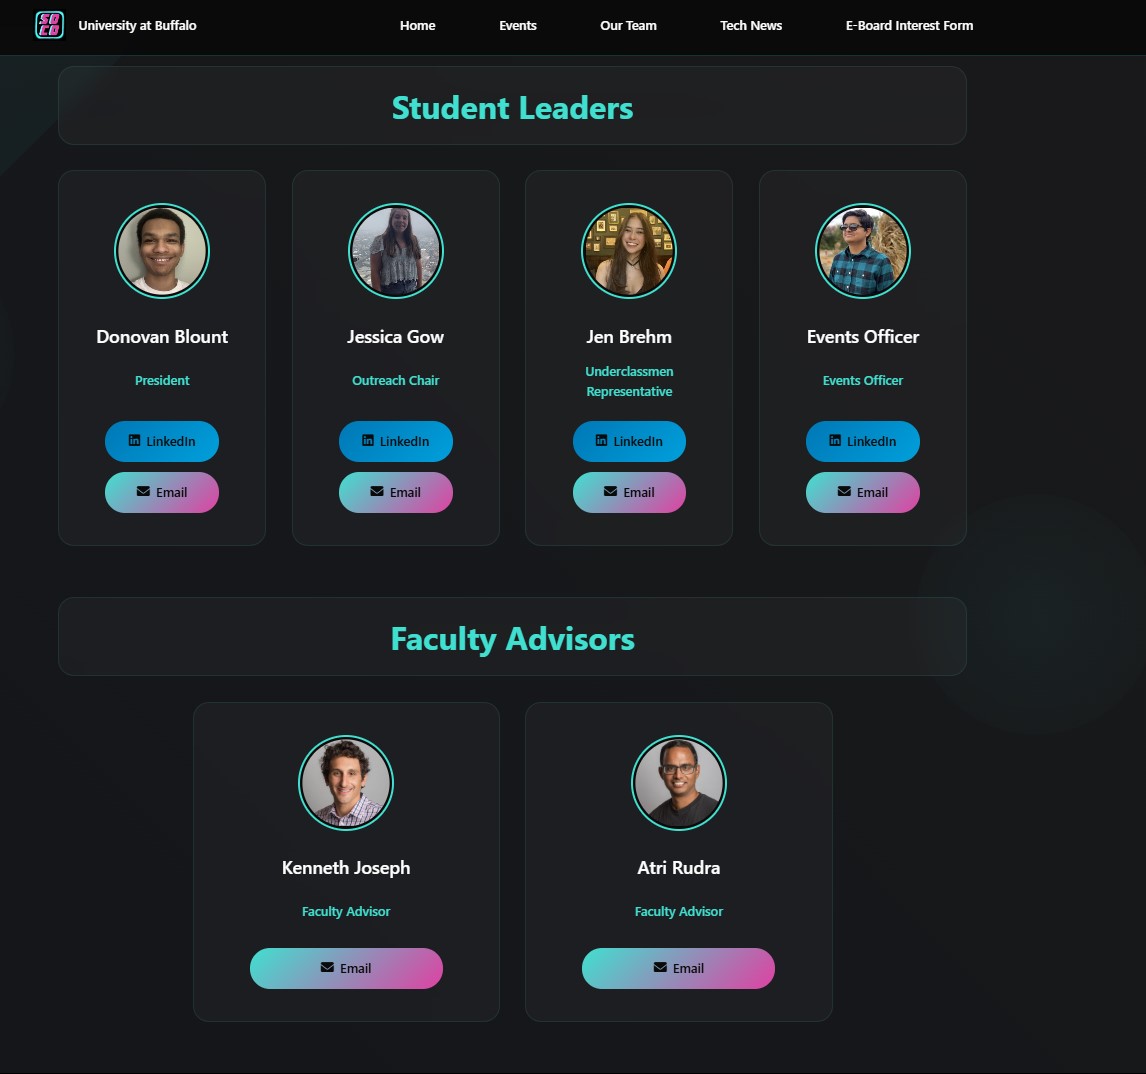 SO
CO
University at Buffalo
Home
Events
Our Team
Tech News
E-Board Interest Form
Student Leaders
Donovan Blount
President
LinkedIn
Email
Jessica Gow
Outreach Chair
LinkedIn
Email
Jen Brehm
Underclassmen
Representative
LinkedIn
Email
Events Officer
Events Officer
LinkedIn
Email
Faculty Advisors
Kenneth Joseph
Faculty Advisor
Email
Atri Rudra
Faculty Advisor
Email